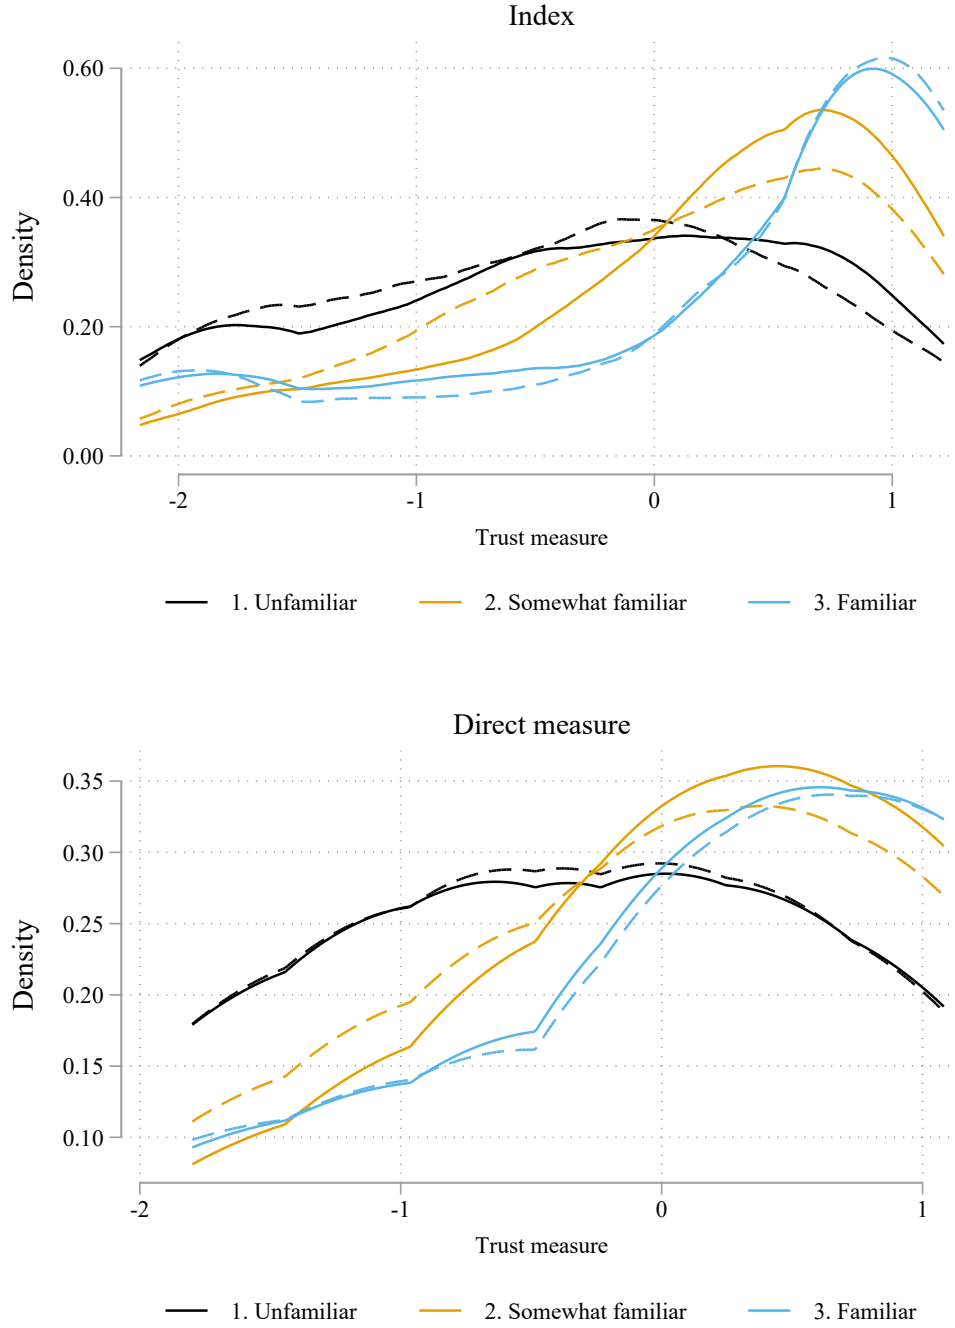 Index
0.60
0.40
0.20
0.00
Density
-2 -1 0 1
Trust measure
1. Unfamiliar 2. Somewhat familiar 3. Familiar
Direct measure
0.35
0.30
0.25
0.20
0.15
0.10
Density
-2 -1 0 1
Trust measure
1. Unfamiliar 2. Somewhat familiar 3. Familiar